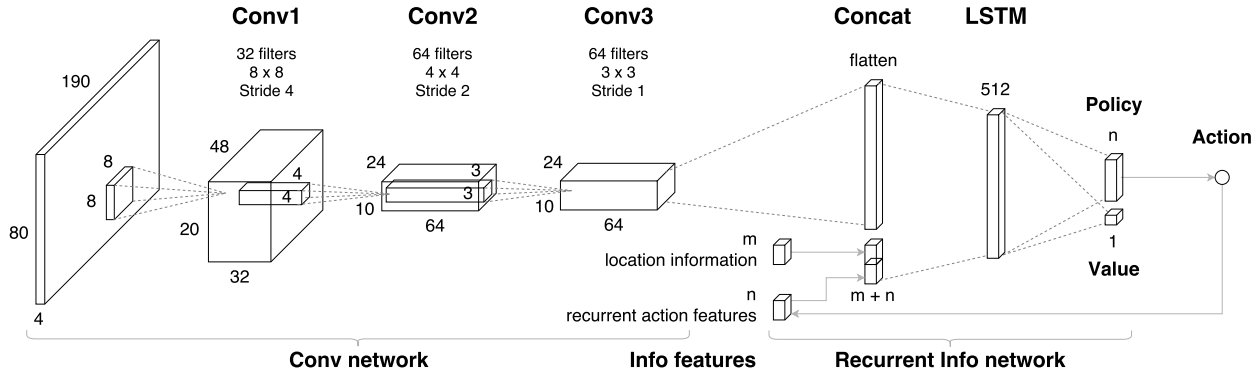 Conv1
Conv2
Conv3
Concat
LSTM
32 filters
8 x 8
Stride 4
64 filters
4 x 4
Stride 2
64 filters
3 x 3
Stride 1
flatten
190
512
Policy
n
Action
48
8
8
4
4
24
3
3
24
80
20
10
10
64
64
32
4
m
location information
n
recurrent action features
m + n
1
Value
Conv network
Info features
Recurrent Info network